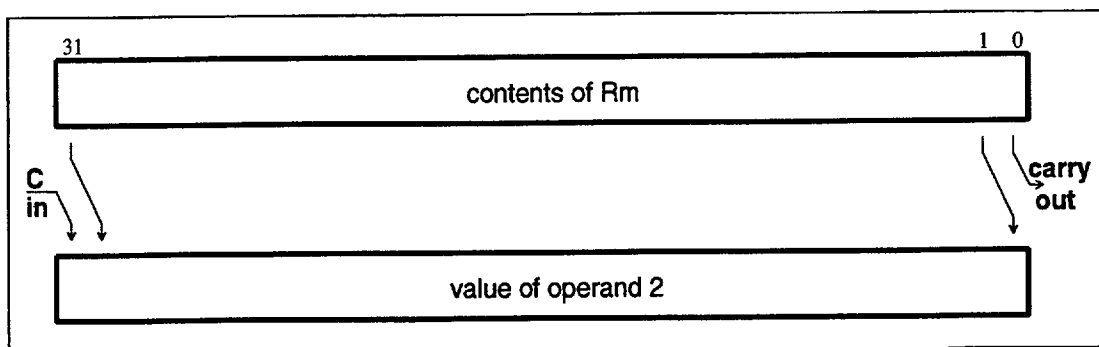 31 1 0
contents of Rm
C
in
carry
out
value of operand 2